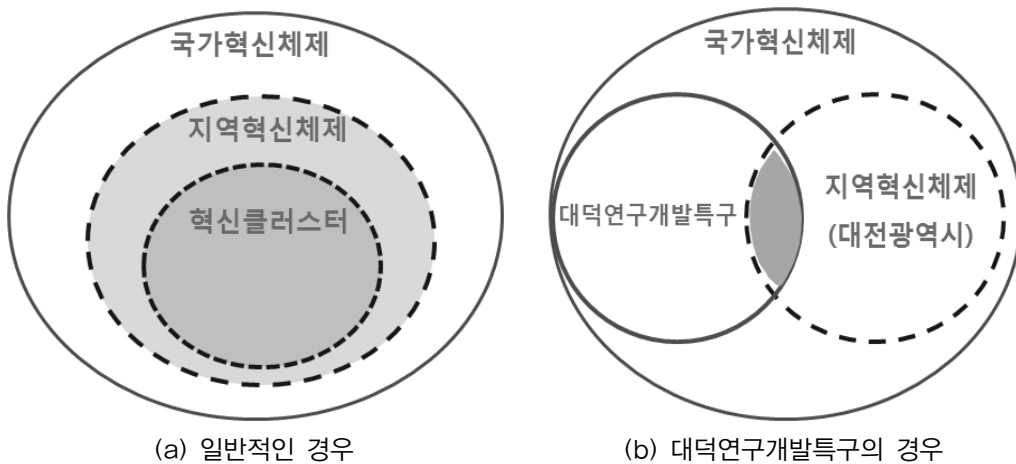 국가혁신체제
지역혁신체제
혁신클러스터
(a) 일반적인 경우
국가혁신체제
대덕연구개발특구
지역혁신체제
(대전광역시)
(b) 대덕연구개발특구의 경우